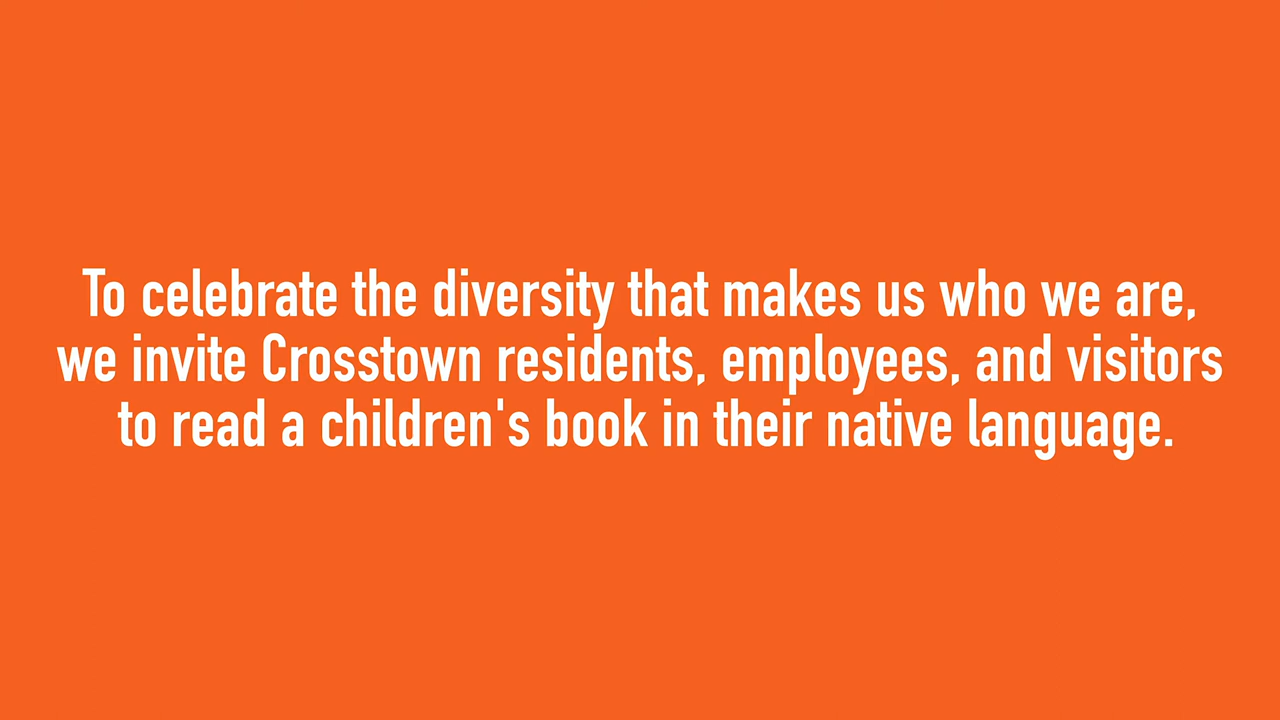 To celebrate the diversity that makes us who we are,
we invite Crosstown residents, employees, and visitors
to read a children's book in their native language.